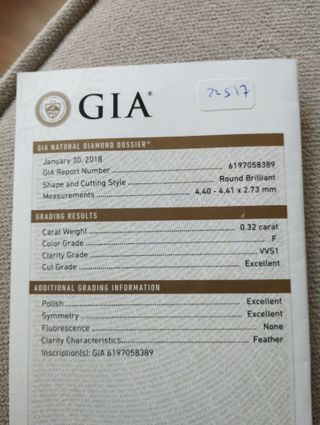 GIA®
22517
GIA NATURAL DIAMOND DOSSIER®
January 30, 2018
GIA Report Number 6197058389
Shape and Cutting Style Round Brilliant
Measurements 4.40 - 4.41 x 2.73 mm
GRADING RESULTS
Carat Weight 0.32 carat
Color Grade F
Clarity Grade VVS1
Cut Grade Excellent
ADDITIONAL GRADING INFORMATION
Polish Excellent
Symmetry Excellent
Fluorescence None
Clarity Characteristics Feather
Inscription(s): GIA 6197058389